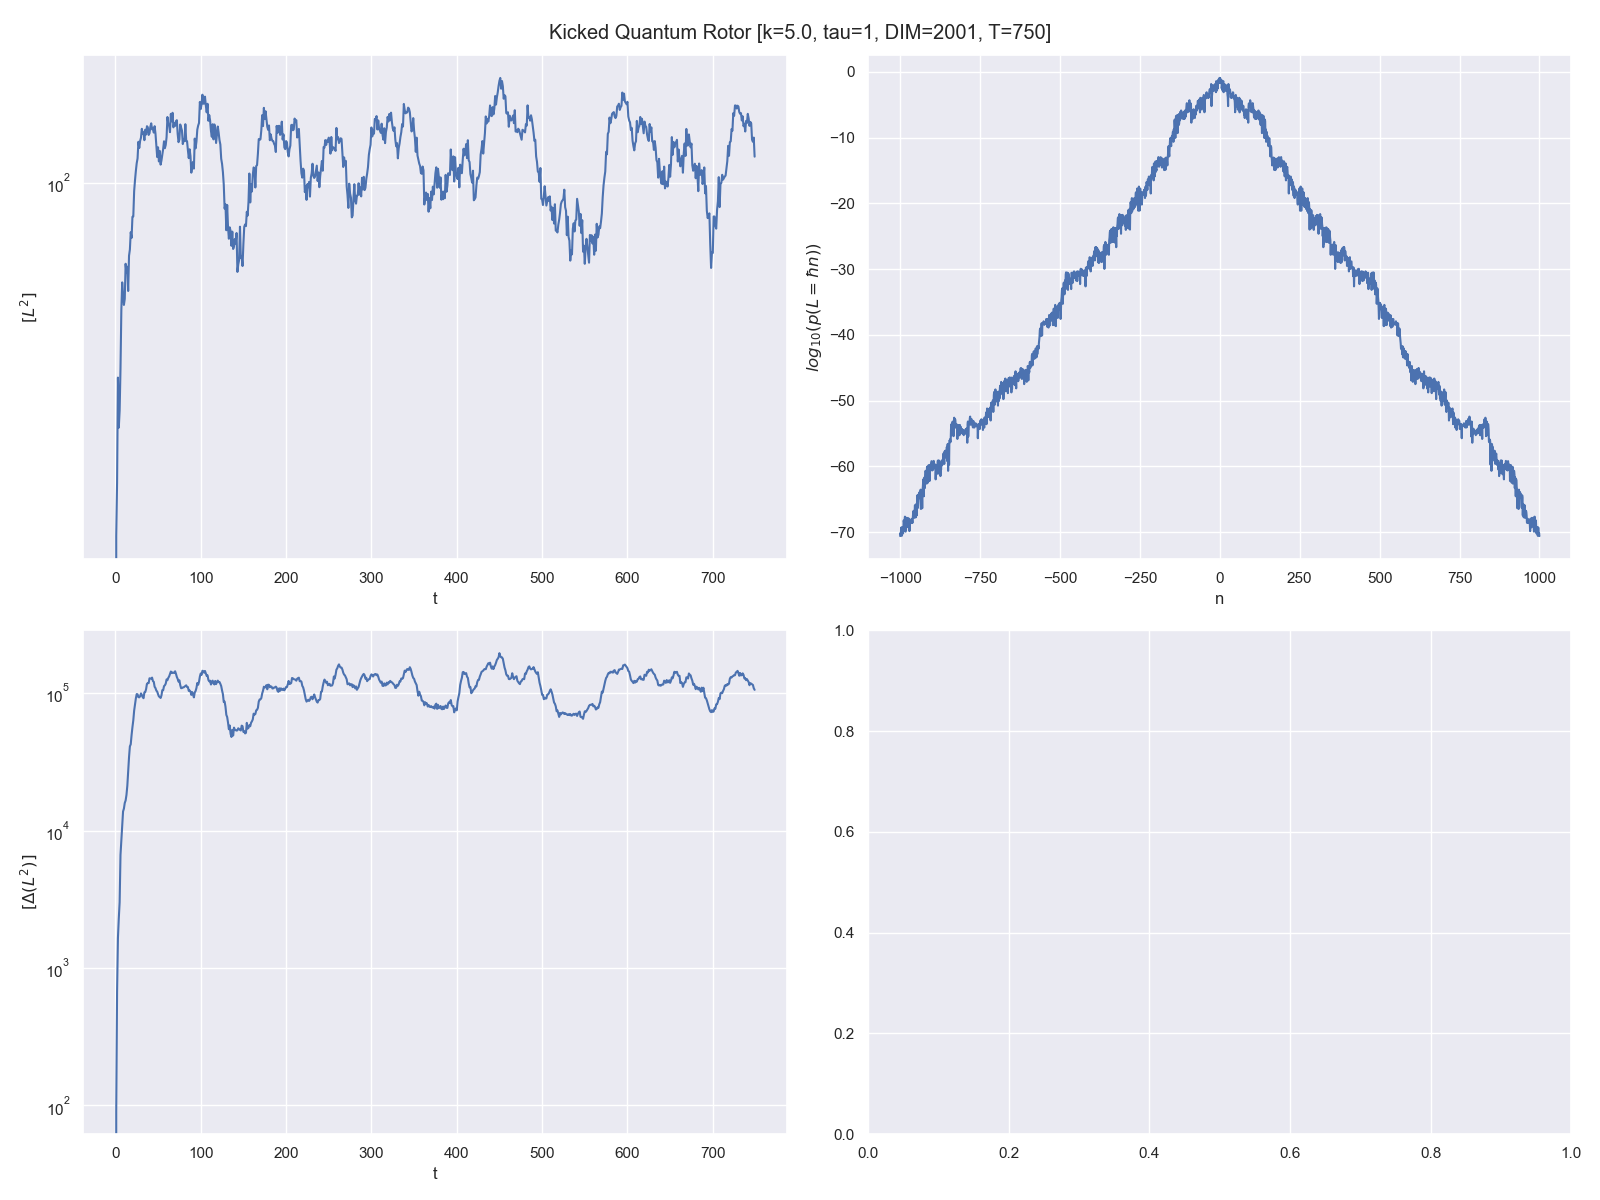 Kicked Quantum Rotor [k=5.0, tau=1, DIM=2001, T=750]
[L²]
10²
0 100 200 300 400 500 600 700
t
log₁₀(p(L = ħn))
0
−10
−20
−30
−40
−50
−60
−70
−1000 −750 −500 −250 0 250 500 750 1000
n
[Δ(L²)]
10⁵
10⁴
10³
10²
0 100 200 300 400 500 600 700
t
1.0
0.8
0.6
0.4
0.2
0.0
0.0 0.2 0.4 0.6 0.8 1.0